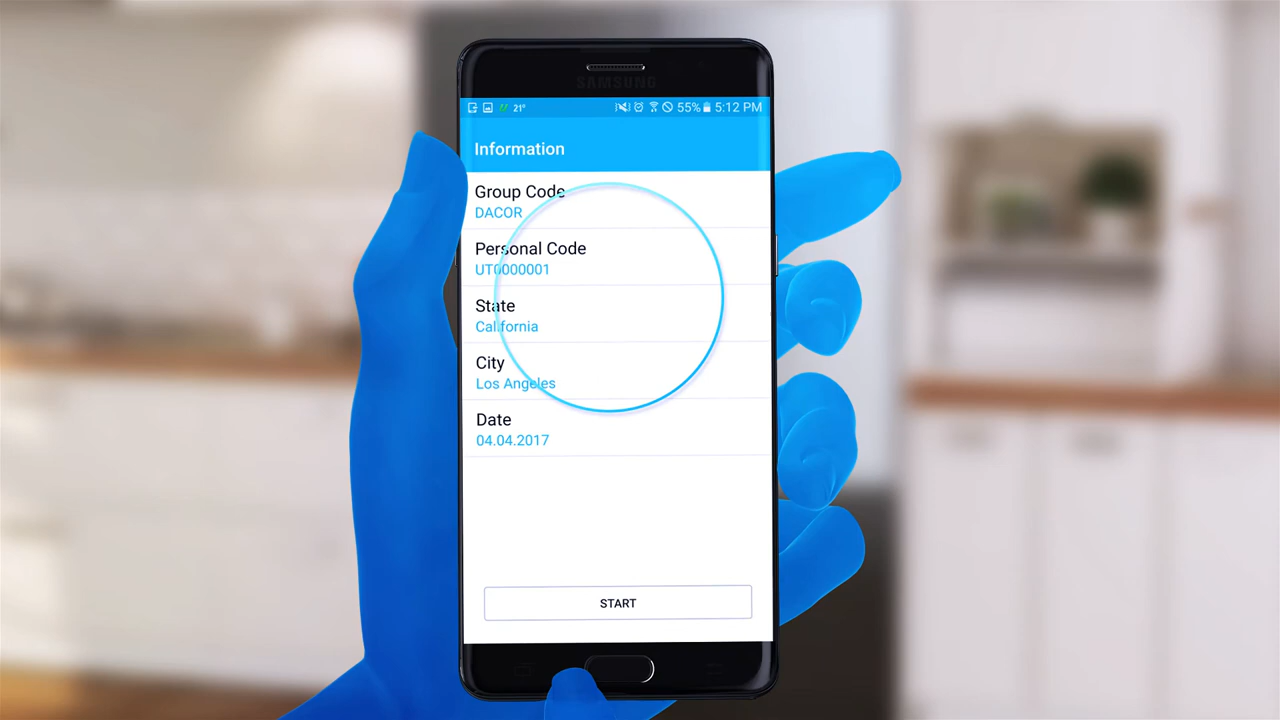 SAMSUNG
21° 55% 5:12 PM
Information
Group Code
DACOR
Personal Code
UT0000001
State
California
City
Los Angeles
Date
04.04.2017
START